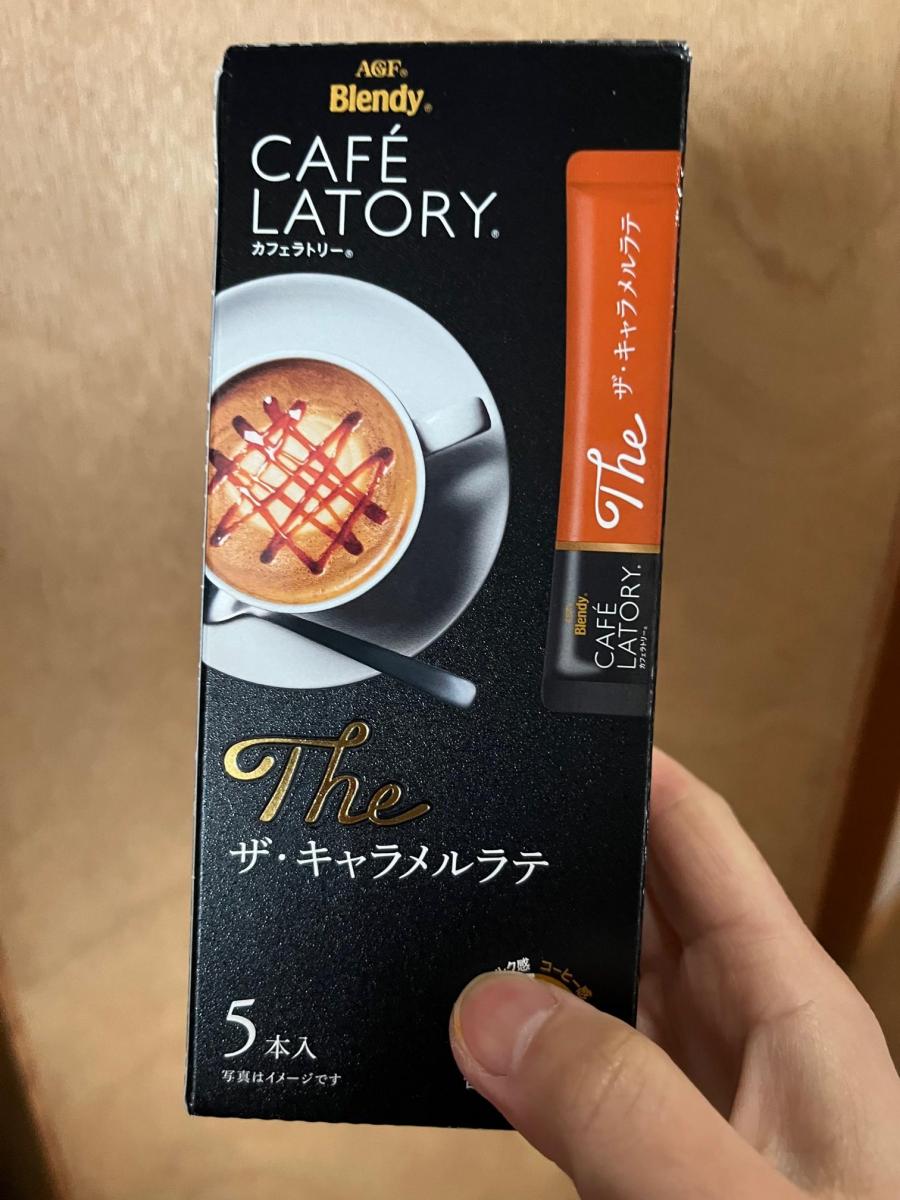 AGF®
Blendy®
CAFÉ
LATORY®
カフェラトリー®
The ザ・キャラメルラテ
AGF®
Blendy®
CAFÉ
LATORY®
カフェラトリー®
The
ザ・キャラメルラテ
コーヒー感
5本入
写真はイメージです